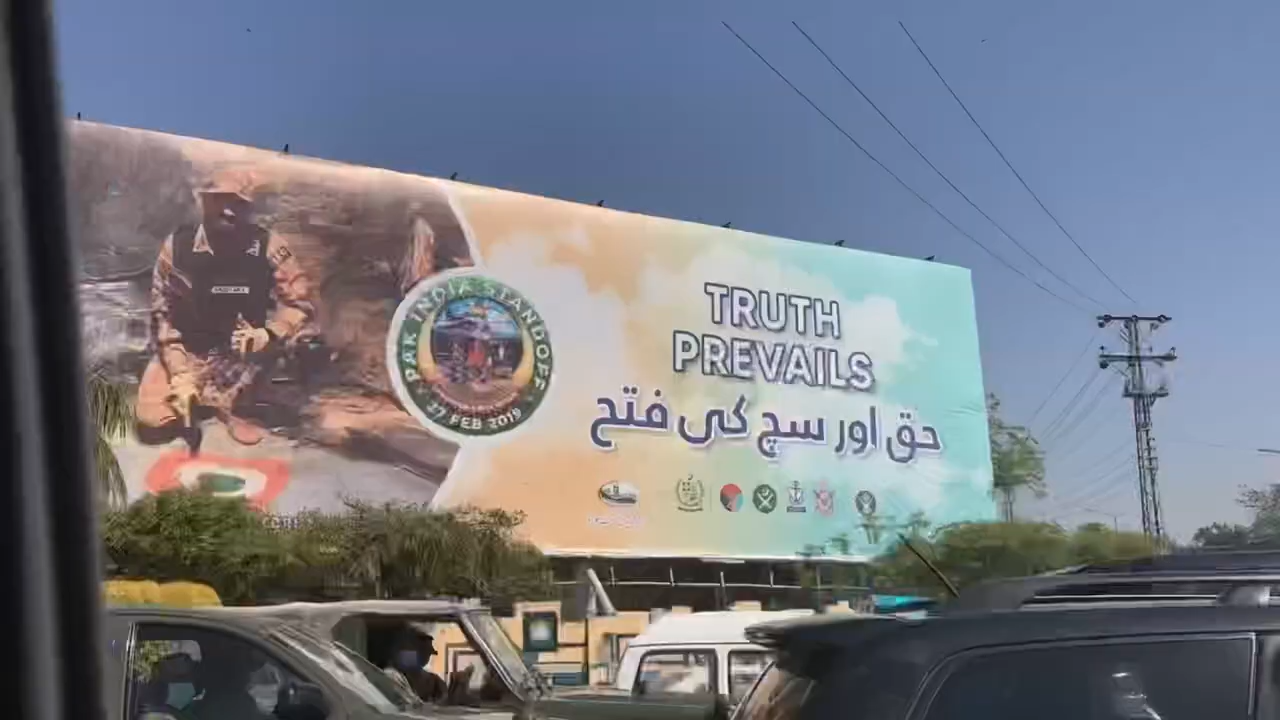 PAK INDIA STANDOFF
27 FEB 2019
TRUTH
PREVAILS
حق اور سچ کی فتح